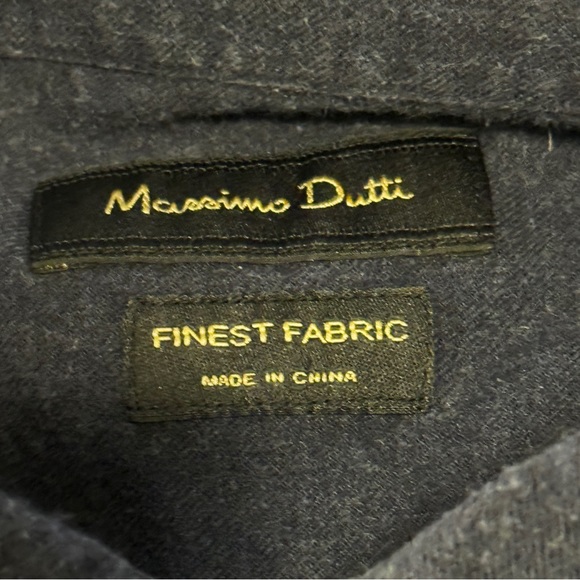 Massimo Dutti
FINEST FABRIC
MADE IN CHINA